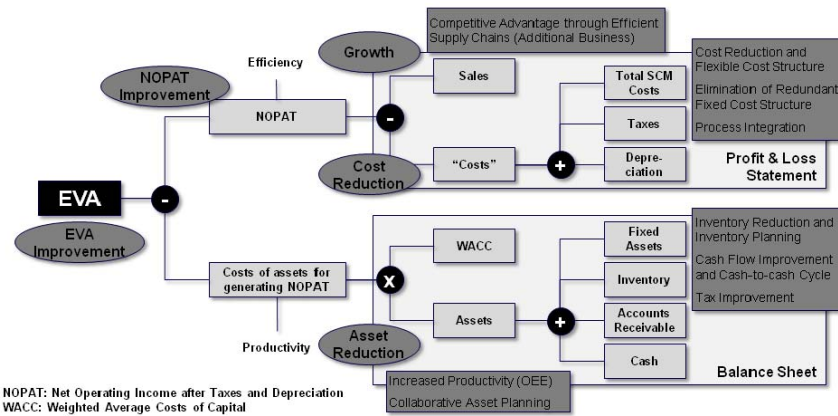 Competitive Advantage through Efficient
Supply Chains (Additional Business)
Growth
Cost Reduction and
Flexible Cost Structure
Elimination of Redundant
Fixed Cost Structure
Process Integration
Efficiency
NOPAT
Improvement
Sales
Total SCM
Costs
NOPAT
-
Taxes
Cost
Reduction
"Costs"
+
Depre-
ciation
Profit & Loss
Statement
EVA
-
EVA
Improvement
Inventory Reduction and
Inventory Planning
Cash Flow Improvement
and Cash-to-cash Cycle
Tax Improvement
WACC
Fixed
Assets
Costs of assets for
generating NOPAT
x
Inventory
Assets
+
Accounts
Receivable
Productivity
Asset
Reduction
Cash
Balance Sheet
Increased Productivity (OEE)
Collaborative Asset Planning
NOPAT: Net Operating Income after Taxes and Depreciation
WACC: Weighted Average Costs of Capital